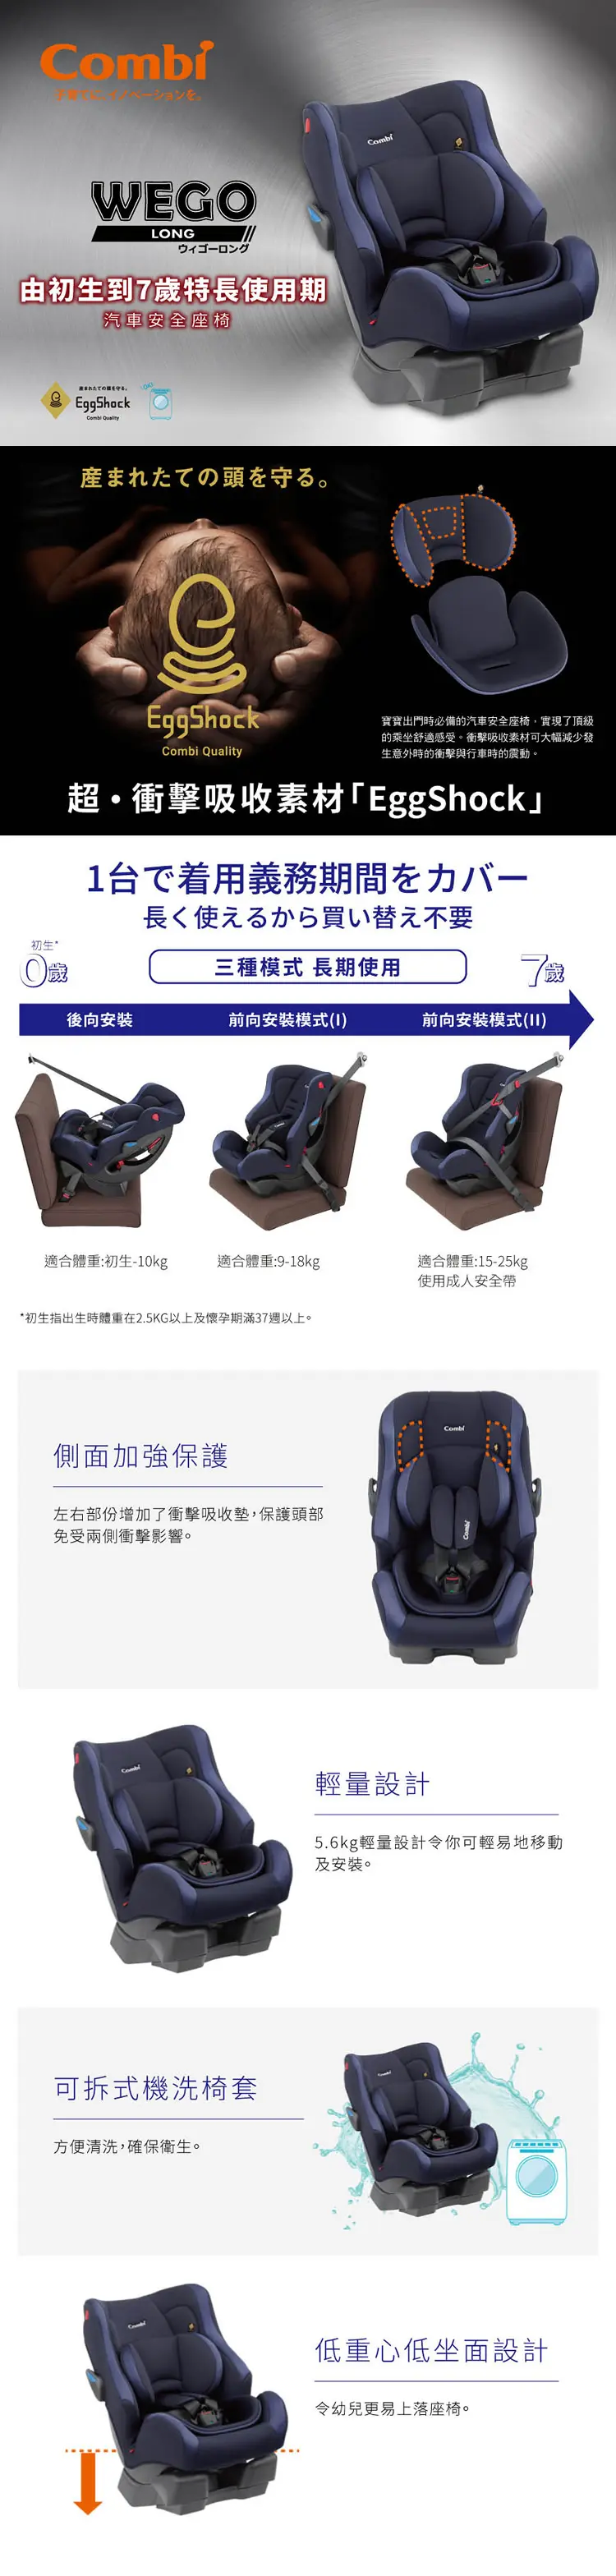 Combi
子育てに、イノベーションを。
Combi
WEGO
LONG
ウィゴーロング
由初生到7歲特長使用期
汽車安全座椅
産まれたての頭を守る。
EggShock
Combi Quality
産まれたての頭を守る。
EggShock
Combi Quality
寶寶出門時必備的汽車安全座椅，實現了頂級
的乘坐舒適感受。衝擊吸收素材可大幅減少發
生意外時的衝擊與行車時的震動。
超・衝擊吸收素材「EggShock」
1台で着用義務期間をカバー
長く使えるから買い替え不要
初生*
0歲
三種模式 長期使用
7歲
後向安裝
前向安裝模式(I)
前向安裝模式(II)
適合體重:初生-10kg
適合體重:9-18kg
適合體重:15-25kg
使用成人安全帶
*初生指出生時體重在2.5KG以上及懷孕期滿37週以上。
Combi
側面加強保護
左右部份增加了衝擊吸收墊，保護頭部
免受兩側衝擊影響。
Combi
Combi
輕量設計
5.6kg輕量設計令你可輕易地移動
及安裝。
可拆式機洗椅套
方便清洗，確保衛生。
Combi
Combi
低重心低坐面設計
令幼兒更易上落座椅。